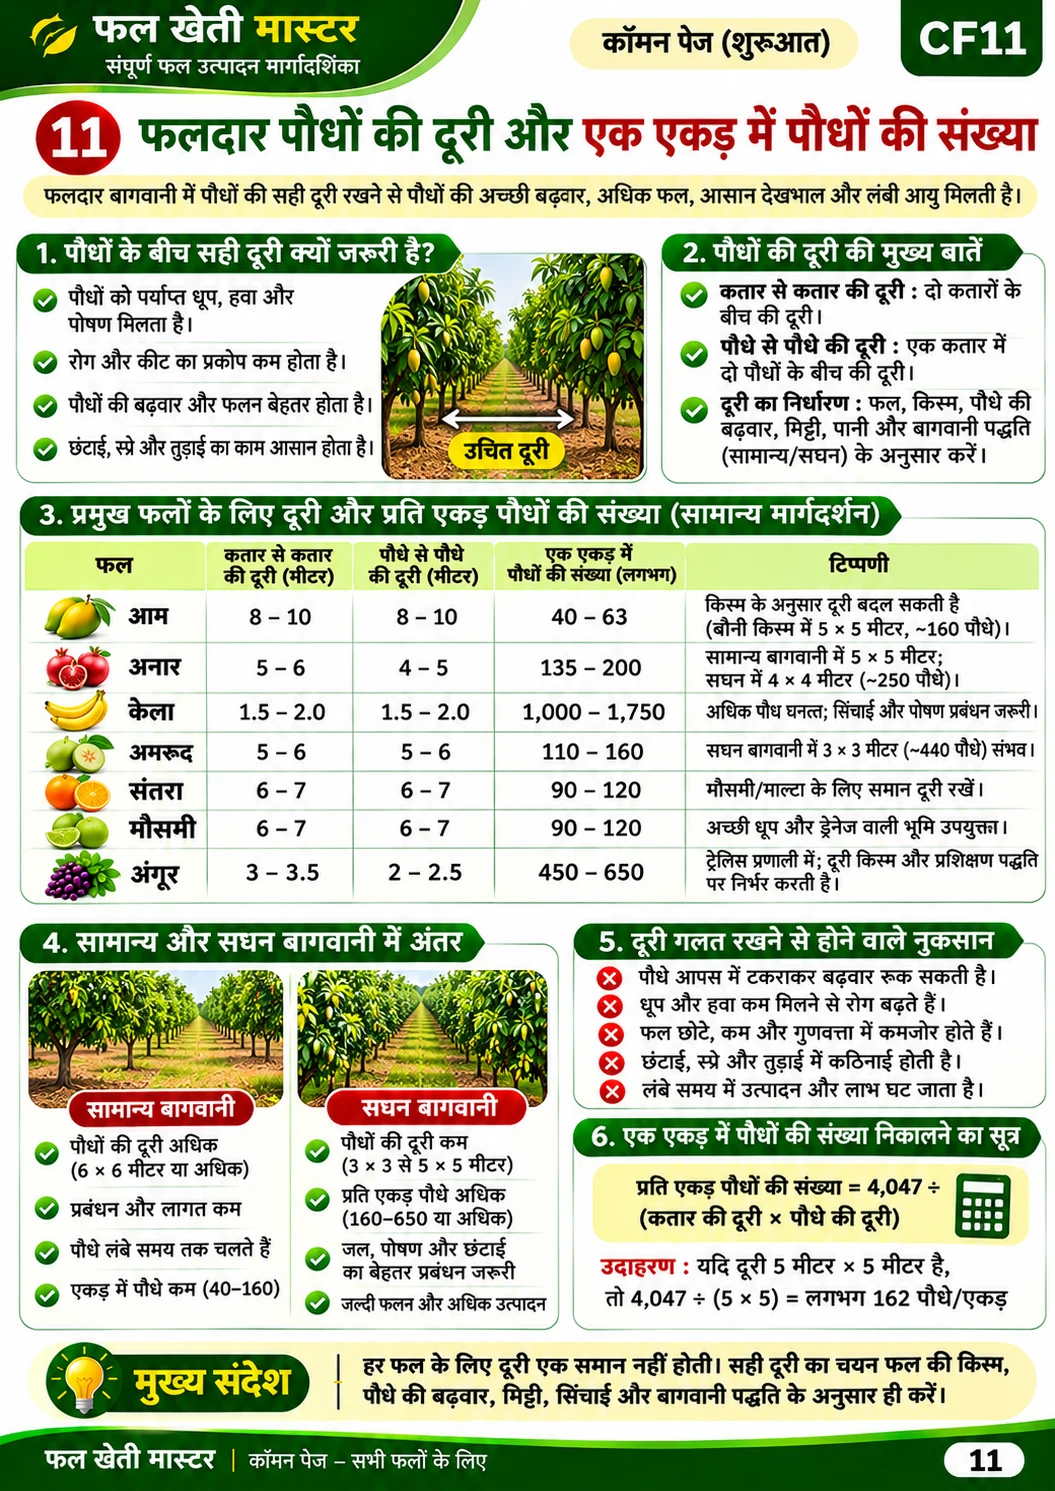 फल खेती मास्टर
संपूर्ण फल उत्पादन मार्गदर्शिका
कॉमन पेज (शुरुआत)
CF11
11 फलदार पौधों की दूरी और एक एकड़ में पौधों की संख्या
फलदार बागवानी में पौधों की सही दूरी रखने से पौधों की अच्छी बढ़वार, अधिक फल, आसान देखभाल और लंबी आयु मिलती है।
1. पौधों के बीच सही दूरी क्यों जरूरी है?
पौधों को पर्याप्त धूप, हवा और
पोषण मिलता है।
रोग और कीट का प्रकोप कम होता है।
पौधों की बढ़वार और फलन बेहतर होता है।
छंटाई, स्प्रे और तुड़ाई का काम आसान होता है।
उचित दूरी
2. पौधों की दूरी की मुख्य बातें
कतार से कतार की दूरी : दो कतारों के
बीच की दूरी।
पौधे से पौधे की दूरी : एक कतार में
दो पौधों के बीच की दूरी।
दूरी का निर्धारण : फल, किस्म, पौधे की
बढ़वार, मिट्टी, पानी और बागवानी पद्धति
(सामान्य/सघन) के अनुसार करें।
3. प्रमुख फलों के लिए दूरी और प्रति एकड़ पौधों की संख्या (सामान्य मार्गदर्शन)
फल
कतार से कतार
की दूरी (मीटर)
पौधे से पौधे
की दूरी (मीटर)
एक एकड़ में
पौधों की संख्या (लगभग)
टिप्पणी
आम 8 – 10 8 – 10 40 – 63 किस्म के अनुसार दूरी बदल सकती है
(बौनी किस्म में 5 × 5 मीटर, ~160 पौधे)।
अनार 5 – 6 4 – 5 135 – 200 सामान्य बागवानी में 5 × 5 मीटर;
सघन में 4 × 4 मीटर (~250 पौधे)।
केला 1.5 – 2.0 1.5 – 2.0 1,000 – 1,750 अधिक पौध घनत्व; सिंचाई और पोषण प्रबंधन जरूरी।
अमरूद 5 – 6 5 – 6 110 – 160 सघन बागवानी में 3 × 3 मीटर (~440 पौधे) संभव।
संतरा 6 – 7 6 – 7 90 – 120 मौसमी/माल्टा के लिए समान दूरी रखें।
मौसमी 6 – 7 6 – 7 90 – 120 अच्छी धूप और ड्रेनेज वाली भूमि उपयुक्त।
अंगूर 3 – 3.5 2 – 2.5 450 – 650 ट्रेलिस प्रणाली में; दूरी किस्म और प्रशिक्षण पद्धति
पर निर्भर करती है।
4. सामान्य और सघन बागवानी में अंतर
सामान्य बागवानी
पौधों की दूरी अधिक
(6 × 6 मीटर या अधिक)
प्रबंधन और लागत कम
पौधे लंबे समय तक चलते हैं
एकड़ में पौधे कम (40–160)
सघन बागवानी
पौधों की दूरी कम
(3 × 3 से 5 × 5 मीटर)
प्रति एकड़ पौधे अधिक
(160–650 या अधिक)
जल, पोषण और छंटाई
का बेहतर प्रबंधन जरूरी
जल्दी फलन और अधिक उत्पादन
5. दूरी गलत रखने से होने वाले नुकसान
पौधे आपस में टकराकर बढ़वार रूक सकती है।
धूप और हवा कम मिलने से रोग बढ़ते हैं।
फल छोटे, कम और गुणवत्ता में कमजोर होते हैं।
छंटाई, स्प्रे और तुड़ाई में कठिनाई होती है।
लंबे समय में उत्पादन और लाभ घट जाता है।
6. एक एकड़ में पौधों की संख्या निकालने का सूत्र
प्रति एकड़ पौधों की संख्या = 4,047 ÷
(कतार की दूरी × पौधे की दूरी)
उदाहरण : यदि दूरी 5 मीटर × 5 मीटर है,
तो 4,047 ÷ (5 × 5) = लगभग 162 पौधे/एकड़
मुख्य संदेश
हर फल के लिए दूरी एक समान नहीं होती। सही दूरी का चयन फल की किस्म,
पौधे की बढ़वार, मिट्टी, सिंचाई और बागवानी पद्धति के अनुसार ही करें।
फल खेती मास्टर | कॉमन पेज – सभी फलों के लिए
11